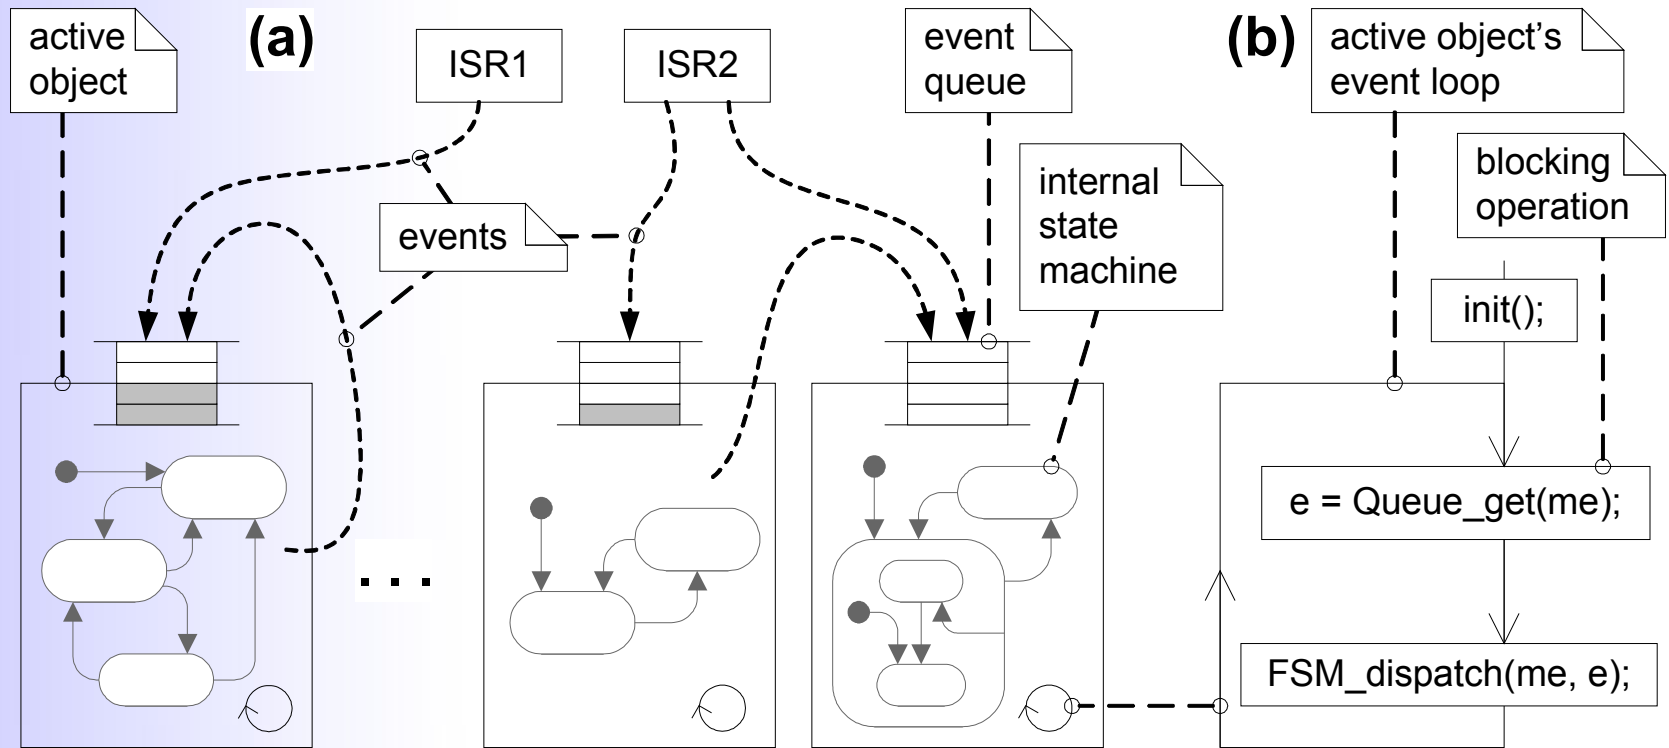 active
object
(a)
ISR1
ISR2
event
queue
(b)
active object's
event loop
blocking
operation
internal
state
machine
events
init();
e = Queue_get(me);
. . .
FSM_dispatch(me, e);